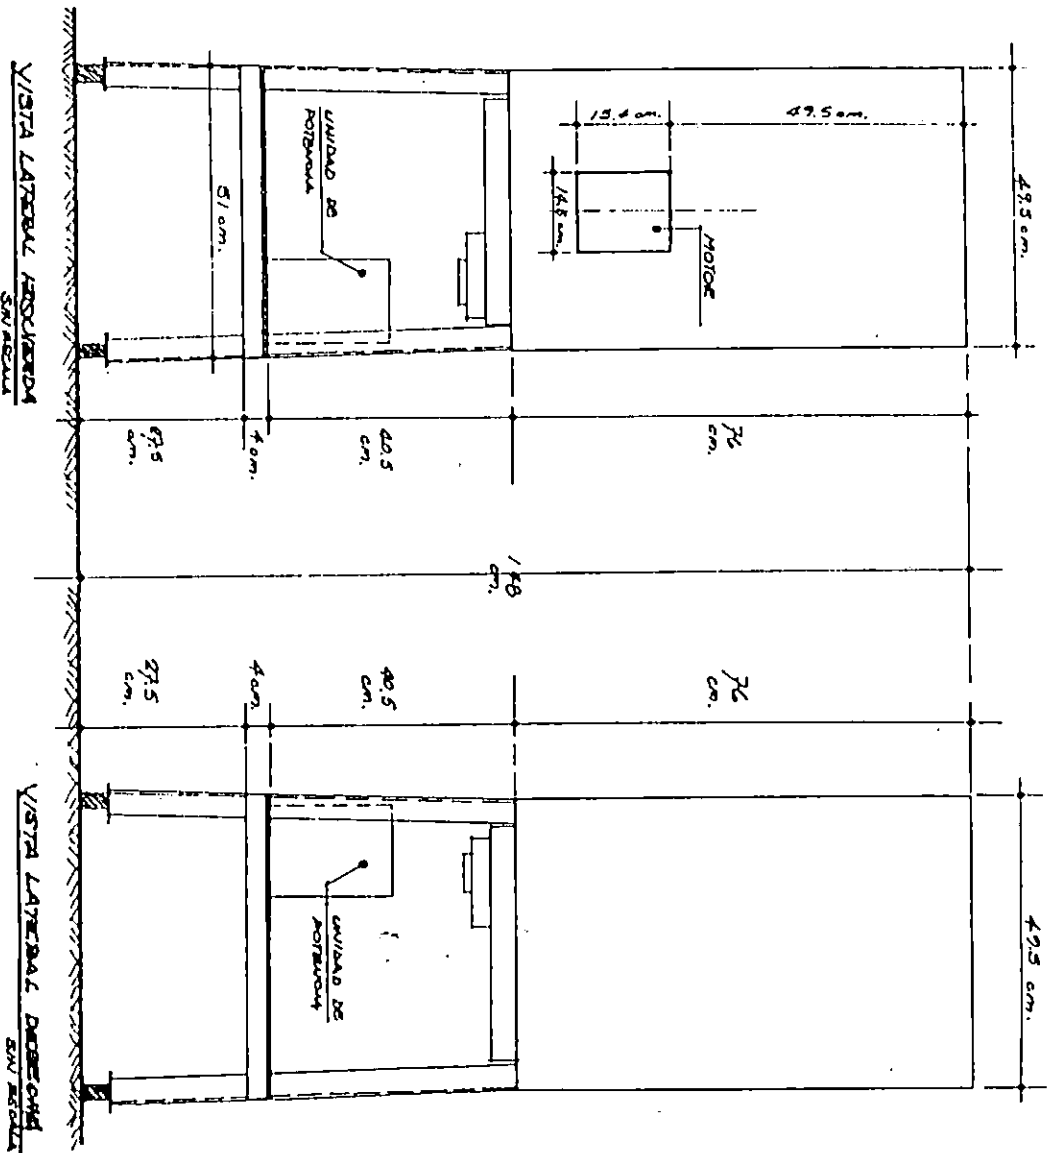 49.5 cm.
49.5 cm.
15.4 cm.
14.5 cm.
MOTOR
UNIDAD DE
POTENCIA
51 cm.
76
cm.
40.5
cm.
4 cm.
27.5
cm.
VISTA LATERAL IZQUIERDA
SIN ESCALA
148
cm.
49.5 cm.
76
cm.
40.5
cm.
4 cm.
27.5
cm.
UNIDAD DE
POTENCIA
VISTA LATERAL DERECHA
SIN ESCALA